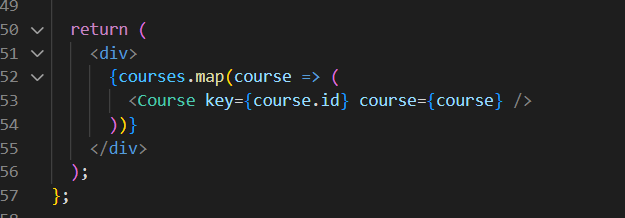 49
50 return (
51 <div>
52 {courses.map(course => (
53 <Course key={course.id} course={course} />
54 ))}
55 </div>
56 );
57 };